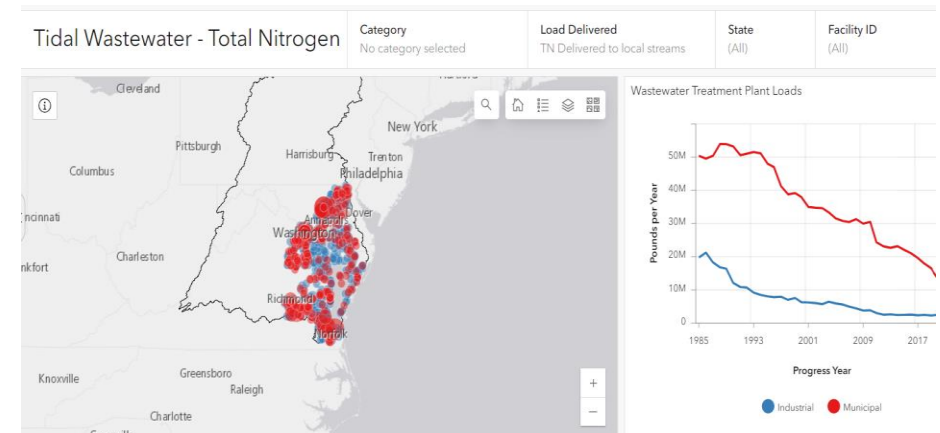 Tidal Wastewater - Total Nitrogen
Category
No category selected
Load Delivered
TN Delivered to local streams
State
(All)
Facility ID
(All)
Cleveland
New York
Pittsburgh
Harrisburg
Trenton
Columbus
Philadelphia
Dover
Annapolis
ncinnati
Washington
Charleston
nkfort
Richmond
Norfolk
Knoxville
Greensboro
Raleigh
Charlotte
+
−
Wastewater Treatment Plant Loads
Pounds per Year
50M
40M
30M
20M
10M
0
1985
1993
2001
2009
2017
Progress Year
Industrial
Municipal